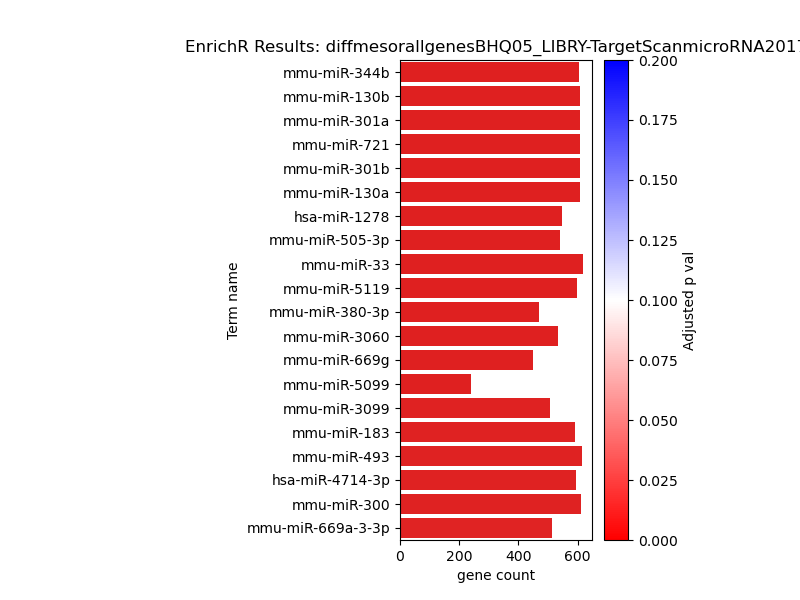 EnrichR Results: diffmesorallgenesBHQ05_LIBRY-TargetScanmicroRNA2017
mmu-miR-344b
mmu-miR-130b
mmu-miR-301a
mmu-miR-721
mmu-miR-301b
mmu-miR-130a
hsa-miR-1278
mmu-miR-505-3p
mmu-miR-33
mmu-miR-5119
mmu-miR-380-3p
mmu-miR-3060
mmu-miR-669g
mmu-miR-5099
mmu-miR-3099
mmu-miR-183
mmu-miR-493
hsa-miR-4714-3p
mmu-miR-300
mmu-miR-669a-3-3p
Term name
0 200 400 600
gene count
0.200
0.175
0.150
0.125
0.100
0.075
0.050
0.025
0.000
Adjusted p val